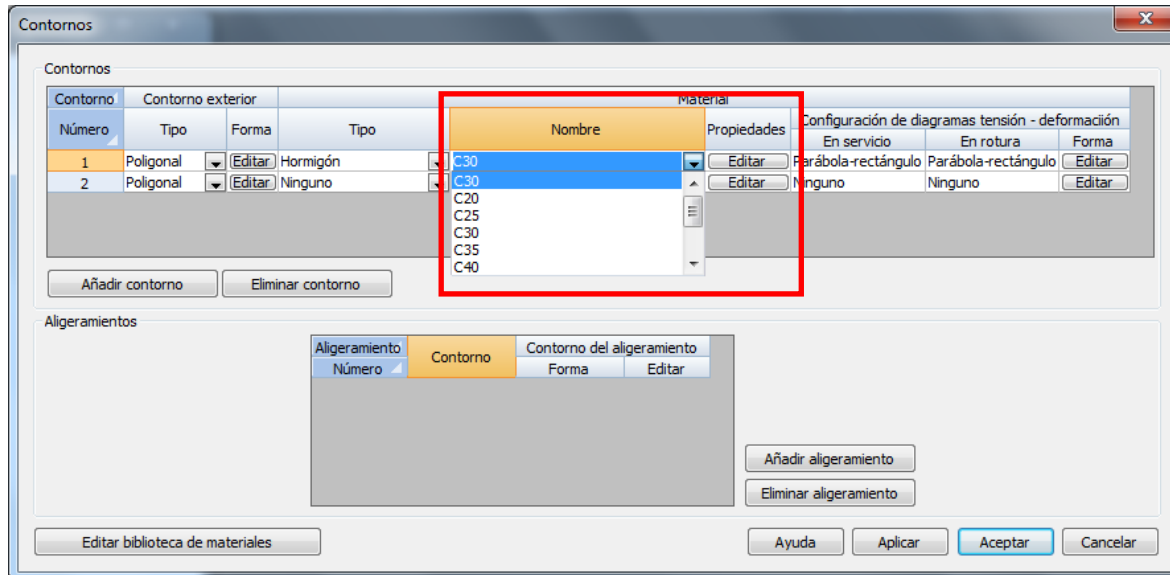 Contornos
Contornos
Contorno Contorno exterior Material
Número Tipo Forma Tipo Nombre Propiedades Configuración de diagramas tensión - deformaciión
En servicio En rotura Forma
1 Poligonal Editar Hormigón C30 Editar Parábola-rectángulo Parábola-rectángulo Editar
2 Poligonal Editar Ninguno C30 Editar Ninguno Ninguno Editar
C20
C25
C30
C35
C40
Añadir contorno Eliminar contorno
Aligeramientos
Aligeramiento Contorno Contorno del aligeramiento
Número Forma Editar
Añadir aligeramiento
Eliminar aligeramiento
Editar biblioteca de materiales Ayuda Aplicar Aceptar Cancelar